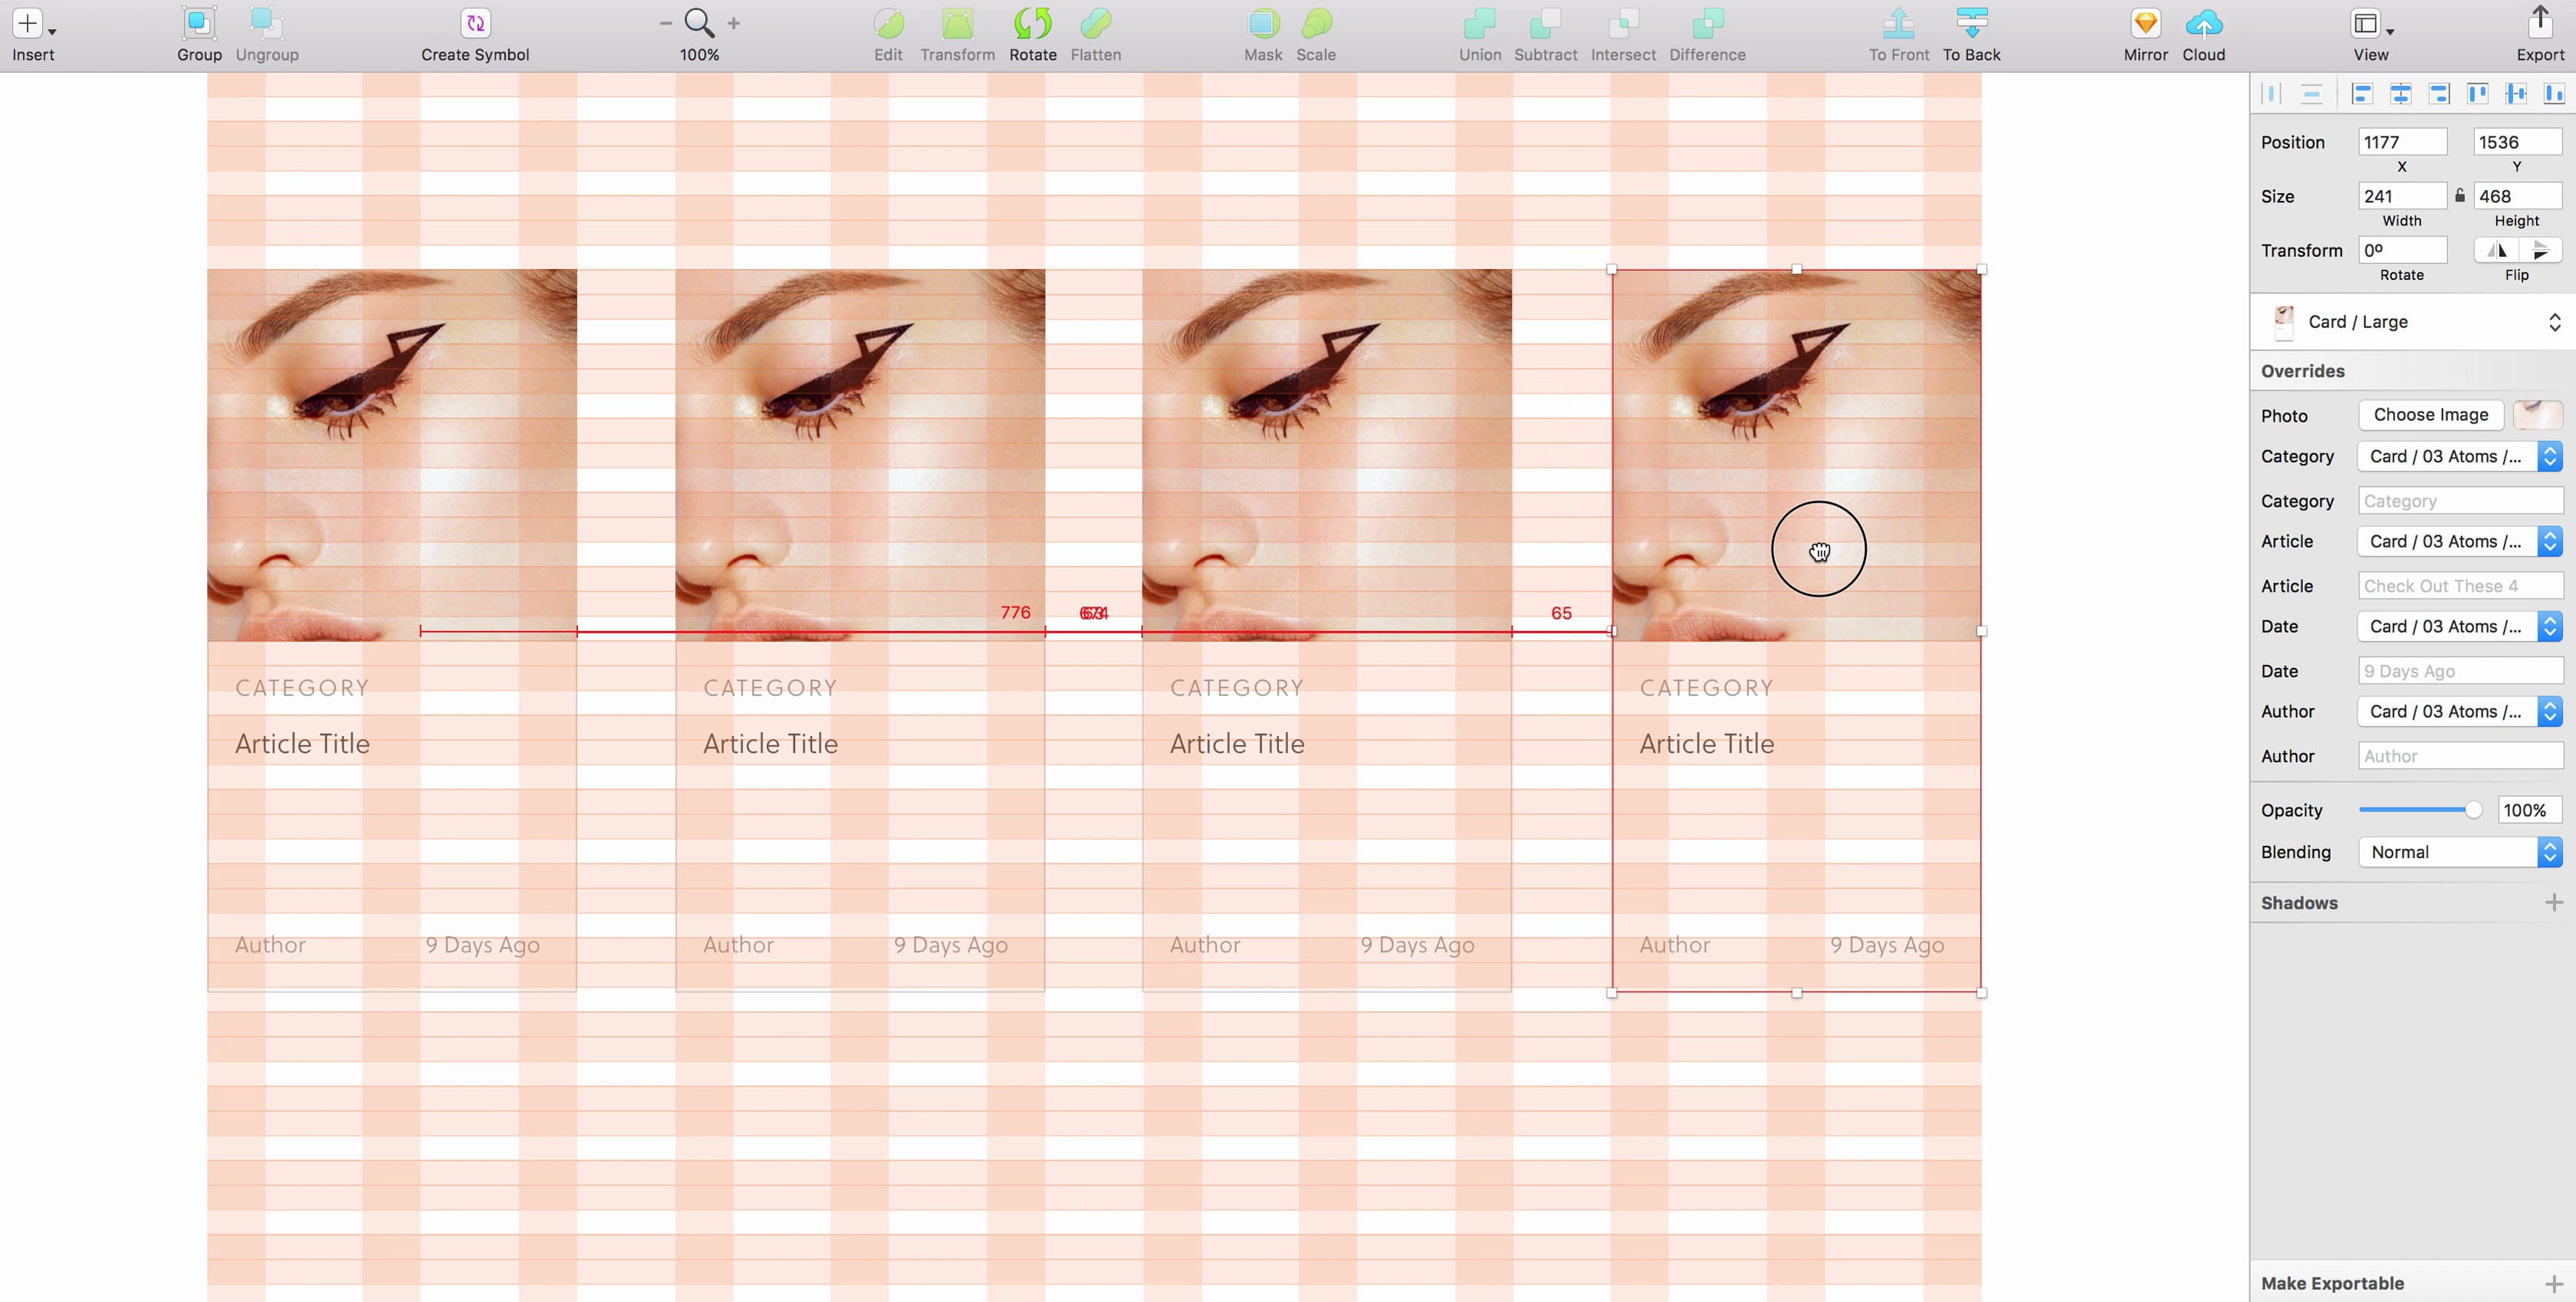 Insert
Group
Ungroup
Create Symbol
100%
Edit
Transform
Rotate
Flatten
Mask
Scale
Union
Subtract
Intersect
Difference
To Front
To Back
Mirror
Cloud
View
Export
776
65
CATEGORY
Article Title
Author
9 Days Ago
CATEGORY
Article Title
Author
9 Days Ago
CATEGORY
Article Title
Author
9 Days Ago
CATEGORY
Article Title
Author
9 Days Ago
Position
1177
1536
X
Y
Size
241
468
Width
Height
Transform
0º
Rotate
Flip
Card / Large
Overrides
Photo
Choose Image
Category
Card / 03 Atoms /...
Category
Category
Article
Card / 03 Atoms /...
Article
Check Out These 4
Date
Card / 03 Atoms /...
Date
9 Days Ago
Author
Card / 03 Atoms /...
Author
Author
Opacity
100%
Blending
Normal
Shadows
Make Exportable